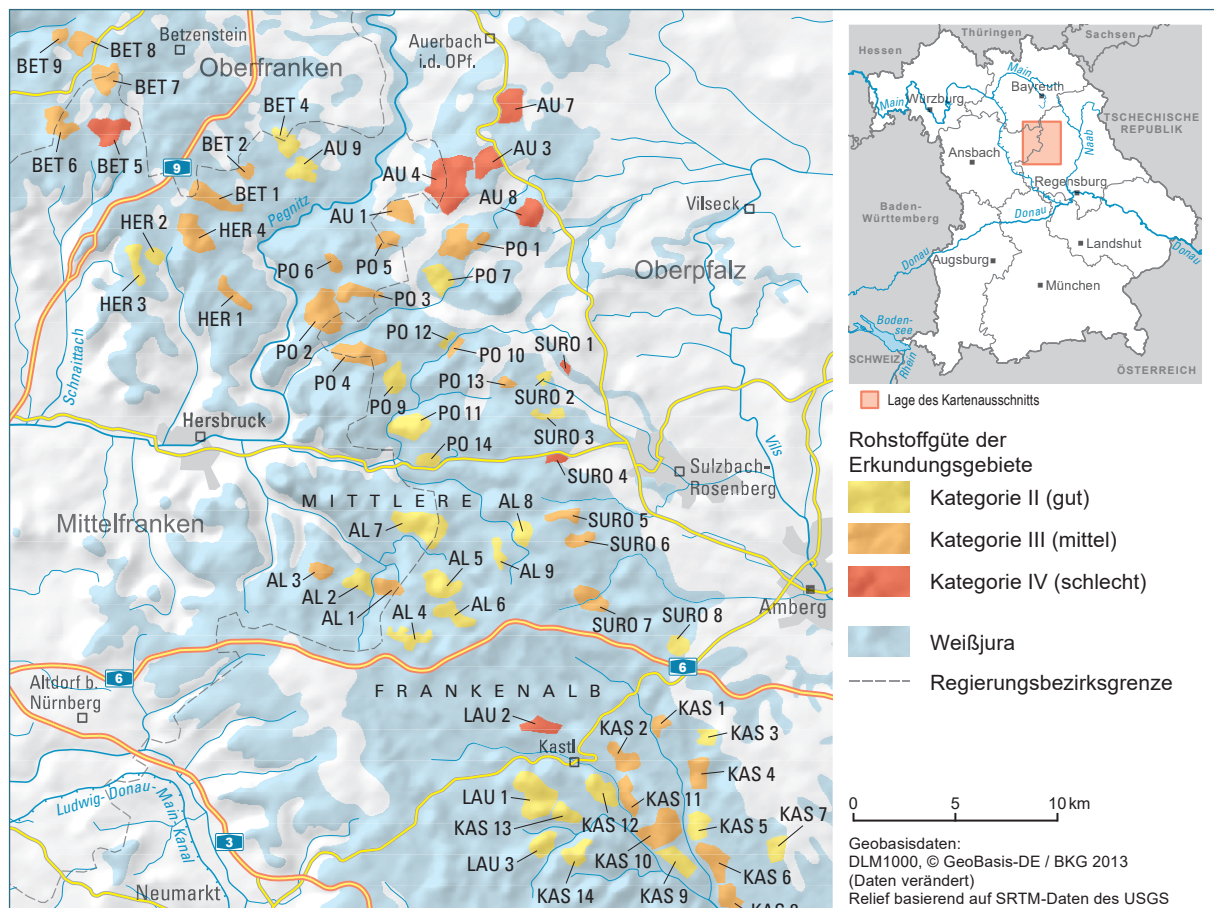 Betzenstein
BET 8
BET 9
BET 7
Oberfranken
Auerbach
i.d. OPf.
AU 7
BET 4
BET 2
AU 9
BET 6
BET 5
9
AU 3
AU 4
AU 8
BET 1
Pegnitz
AU 1
Vilseck
HER 2
HER 4
PO 1
PO 5
PO 6
PO 7
Oberpfalz
HER 3
HER 1
PO 3
PO 2
PO 12
PO 10
SURO 1
Schnaittach
PO 4
PO 13
SURO 2
PO 9
PO 11
SURO 3
Hersbruck
PO 14
SURO 4
Sulzbach-
Rosenberg
Vils
MITTLERE
AL 8
Mittelfranken
AL 7
SURO 5
SURO 6
AL 5
AL 9
AL 3
AL 2
AL 1
AL 4
AL 6
Amberg
SURO 7
SURO 8
6
6
Altdorf b.
Nürnberg
FRANKENALB
LAU 2
KAS 1
KAS 2
KAS 3
Kastl
KAS 4
LAU 1
KAS 11
KAS 13
KAS 12
KAS 5
KAS 7
Ludwig-Donau-Main-Kanal
3
LAU 3
KAS 10
KAS 6
KAS 14
KAS 9
Neumarkt
Hessen
Thüringen
Sachsen
Main
Bayreuth
Main
Würzburg
TSCHECHISCHE
REPUBLIK
Naab
Ansbach
Regensburg
Baden-
Württemberg
Donau
Donau
Landshut
Donau
Augsburg
München
Boden-
see
SCHWEIZ
Rhein
ÖSTERREICH
Lage des Kartenausschnitts
Rohstoffgüte der
Erkundungsgebiete
Kategorie II (gut)
Kategorie III (mittel)
Kategorie IV (schlecht)
Weißjura
Regierungsbezirksgrenze
0 5 10 km
Geobasisdaten:
DLM1000, © GeoBasis-DE / BKG 2013
(Daten verändert)
Relief basierend auf SRTM-Daten des USGS